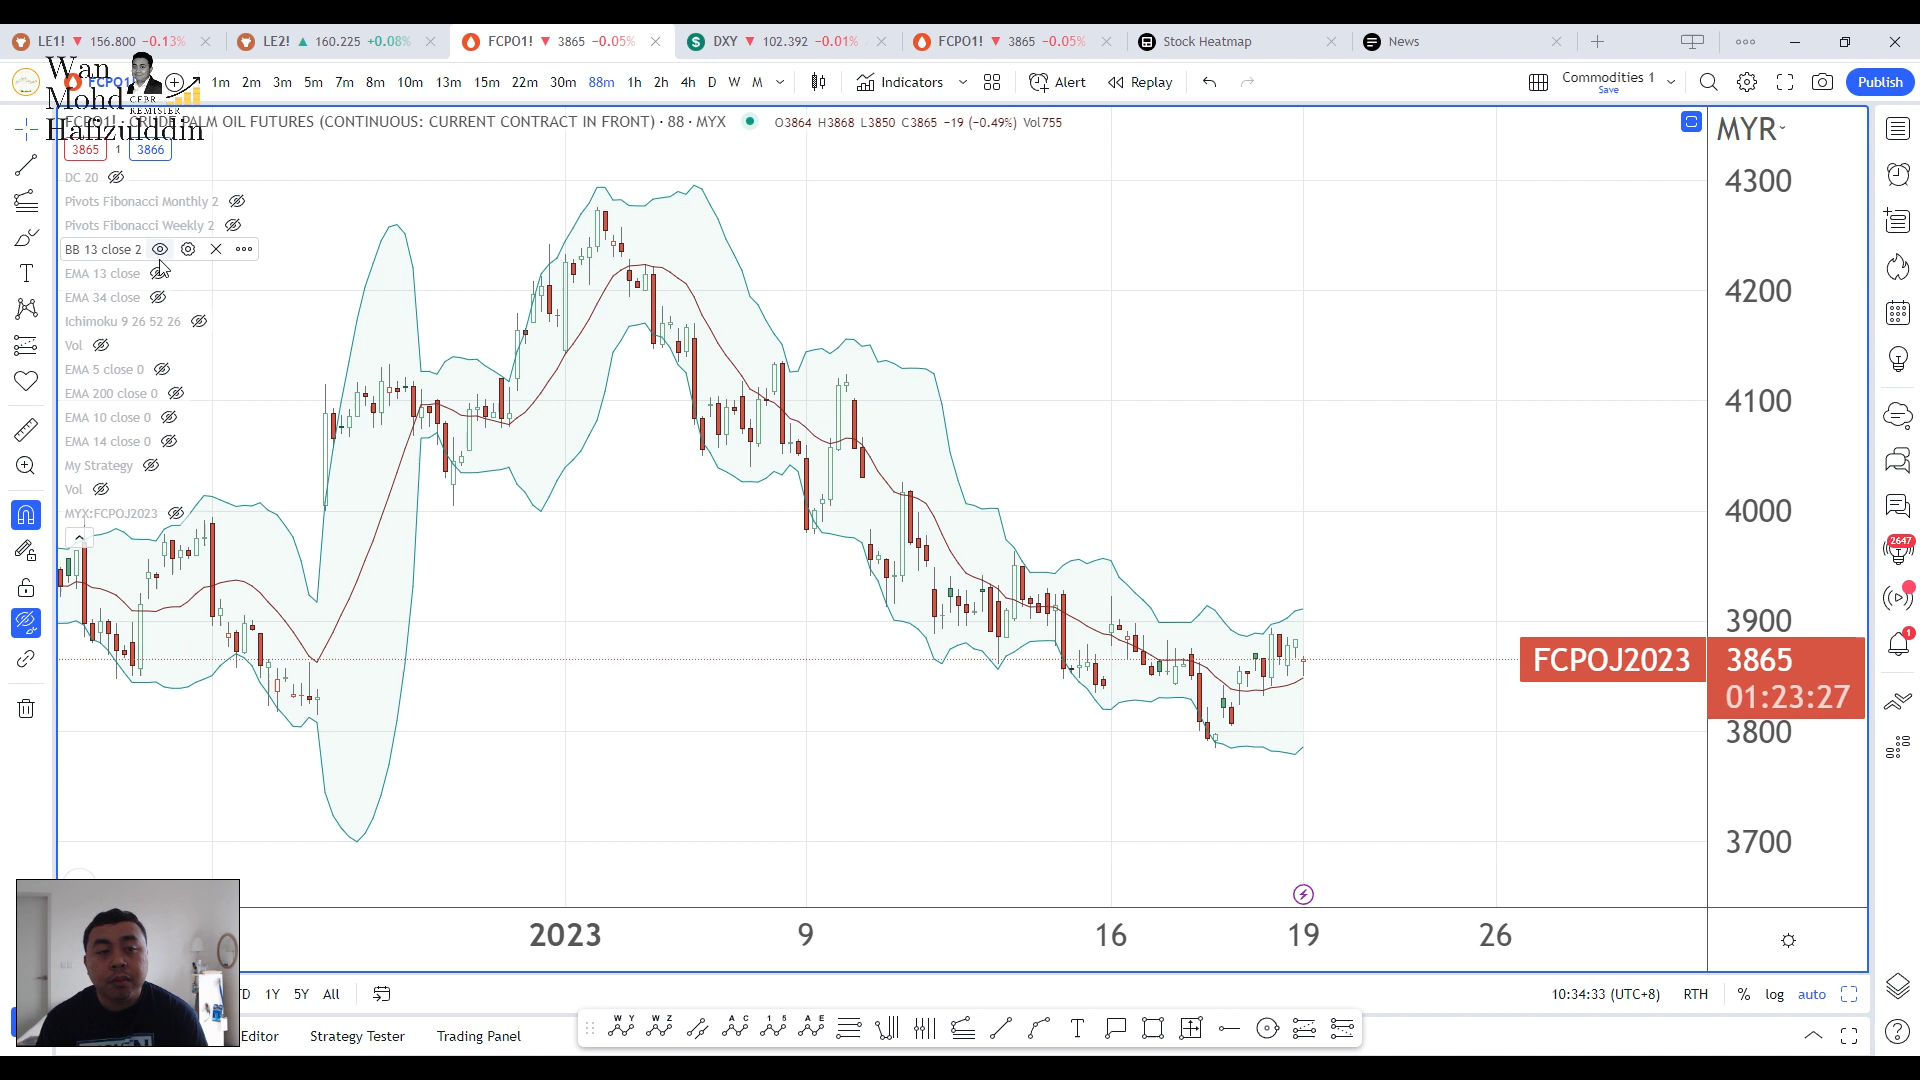 LE1! 156.800 −0.13%
LE2! 160.225 +0.08%
FCPO1! 3865 −0.05%
DXY 102.392 −0.01%
FCPO1! 3865 −0.05%
Stock Heatmap
News
Wan
Mohd
Hafizulddin
CFBR
REMISIER
FCPO1!
1m 2m 3m 5m 7m 8m 10m 13m 15m 22m 30m 88m 1h 2h 4h D W M
Indicators
Alert
Replay
Commodities 1
Save
Publish
FCPO1! · CRUDE PALM OIL FUTURES (CONTINUOUS: CURRENT CONTRACT IN FRONT) · 88 · MYX O3864 H3868 L3850 C3865 −19 (−0.49%) Vol755
3865 1 3866
DC 20
Pivots Fibonacci Monthly 2
Pivots Fibonacci Weekly 2
BB 13 close 2
EMA 13 close
EMA 34 close
Ichimoku 9 26 52 26
Vol
EMA 5 close 0
EMA 200 close 0
EMA 10 close 0
EMA 14 close 0
My Strategy
Vol
MYX:FCPOJ2023
MYR
4300
4200
4100
4000
3900
FCPOJ2023 3865
01:23:27
3800
3700
2647
1
2023 9 16 19 26
1Y 5Y All
10:34:33 (UTC+8) RTH % log auto
Editor Strategy Tester Trading Panel
W Y
W Z
A C
1 5
A E